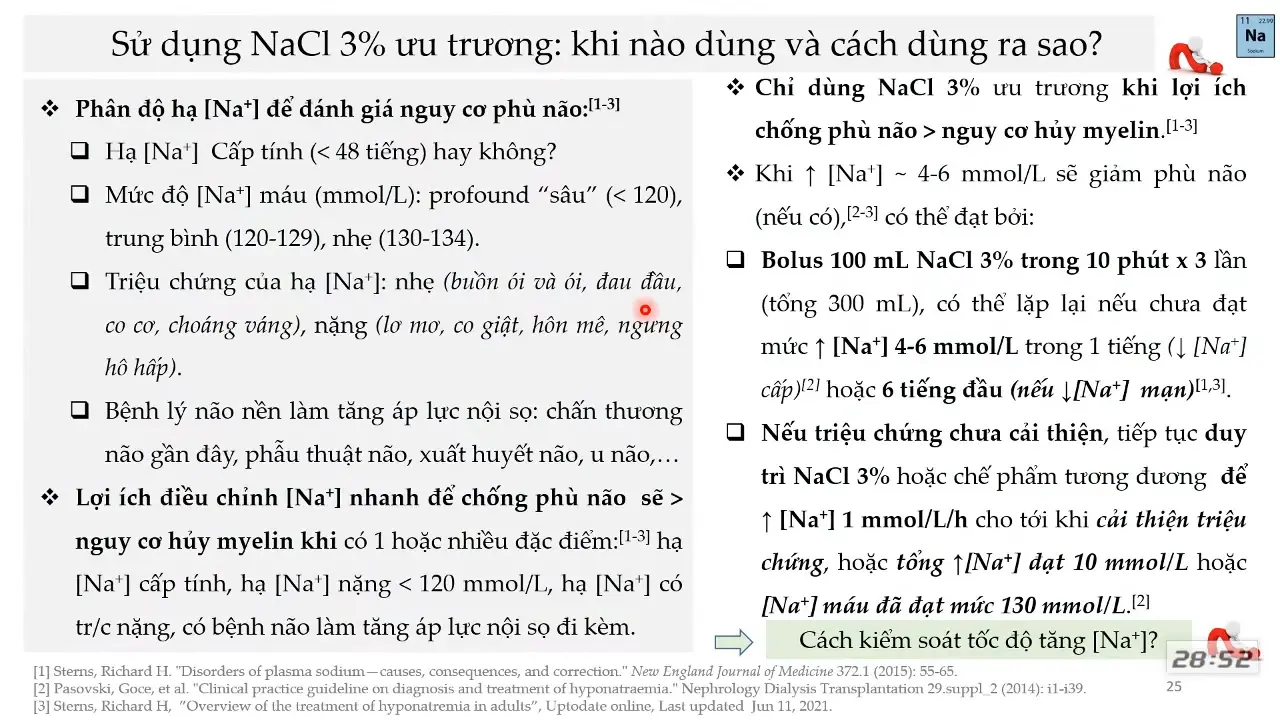 Sử dụng NaCl 3% ưu trương: khi nào dùng và cách dùng ra sao?
11 22.99
Na
Sodium
❖ Phân độ hạ [Na⁺] để đánh giá nguy cơ phù não:[1-3]
❑ Hạ [Na⁺] Cấp tính (< 48 tiếng) hay không?
❑ Mức độ [Na⁺] máu (mmol/L): profound “sâu” (< 120),
trung bình (120-129), nhẹ (130-134).
❑ Triệu chứng của hạ [Na⁺]: nhẹ (buồn ói và ói, đau đầu,
co cơ, choáng váng), nặng (lơ mơ, co giật, hôn mê, ngưng
hô hấp).
❑ Bệnh lý não nền làm tăng áp lực nội sọ: chấn thương
não gần đây, phẫu thuật não, xuất huyết não, u não,…
❖ Lợi ích điều chỉnh [Na⁺] nhanh để chống phù não sẽ >
nguy cơ hủy myelin khi có 1 hoặc nhiều đặc điểm:[1-3] hạ
[Na⁺] cấp tính, hạ [Na⁺] nặng < 120 mmol/L, hạ [Na⁺] có
tr/c nặng, có bệnh não làm tăng áp lực nội sọ đi kèm.
❖ Chỉ dùng NaCl 3% ưu trương khi lợi ích
chống phù não > nguy cơ hủy myelin.[1-3]
❖ Khi ↑ [Na⁺] ~ 4-6 mmol/L sẽ giảm phù não
(nếu có),[2-3] có thể đạt bởi:
❑ Bolus 100 mL NaCl 3% trong 10 phút x 3 lần
(tổng 300 mL), có thể lặp lại nếu chưa đạt
mức ↑ [Na⁺] 4-6 mmol/L trong 1 tiếng (↓ [Na⁺]
cấp)[2] hoặc 6 tiếng đầu (nếu ↓[Na⁺] mạn)[1,3].
❑ Nếu triệu chứng chưa cải thiện, tiếp tục duy
trì NaCl 3% hoặc chế phẩm tương đương để
↑ [Na⁺] 1 mmol/L/h cho tới khi cải thiện triệu
chứng, hoặc tổng ↑[Na⁺] đạt 10 mmol/L hoặc
[Na⁺] máu đã đạt mức 130 mmol/L.[2]
Cách kiểm soát tốc độ tăng [Na⁺]?
28:52
[1] Sterns, Richard H. "Disorders of plasma sodium—causes, consequences, and correction." New England Journal of Medicine 372.1 (2015): 55-65.
[2] Pasovski, Goce, et al. "Clinical practice guideline on diagnosis and treatment of hyponatraemia." Nephrology Dialysis Transplantation 29.suppl_2 (2014): i1-i39.
[3] Sterns, Richard H, ”Overview of the treatment of hyponatremia in adults”, Uptodate online, Last updated Jun 11, 2021.
25